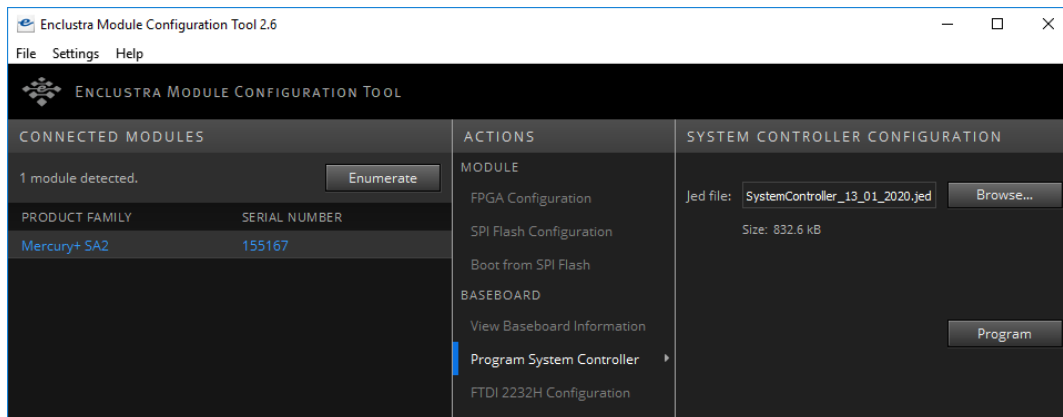 Enclustra Module Configuration Tool 2.6
File Settings Help
ENCLUSTRA MODULE CONFIGURATION TOOL
CONNECTED MODULES
1 module detected.
Enumerate
PRODUCT FAMILY SERIAL NUMBER
Mercury+ SA2 155167
ACTIONS
MODULE
FPGA Configuration
SPI Flash Configuration
Boot from SPI Flash
BASEBOARD
View Baseboard Information
Program System Controller
FTDI 2232H Configuration
SYSTEM CONTROLLER CONFIGURATION
Jed file: SystemController_13_01_2020.jed Browse...
Size: 832.6 kB
Program